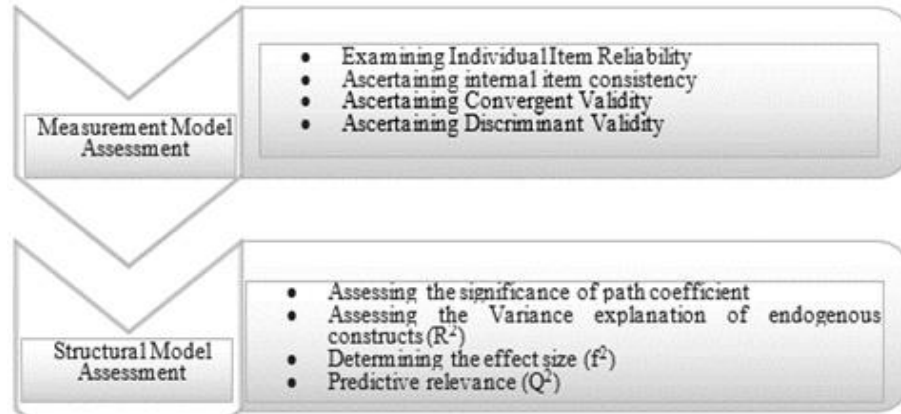 Measurement Model
Assessment
• Examining Individual Item Reliability
• Ascertaining internal item consistency
• Ascertaining Convergent Validity
• Ascertaining Discriminant Validity
Structural Model
Assessment
• Assessing the significance of path coefficient
• Assessing the Variance explanation of endogenous
constructs (R²)
• Determining the effect size (f²)
• Predictive relevance (Q²)